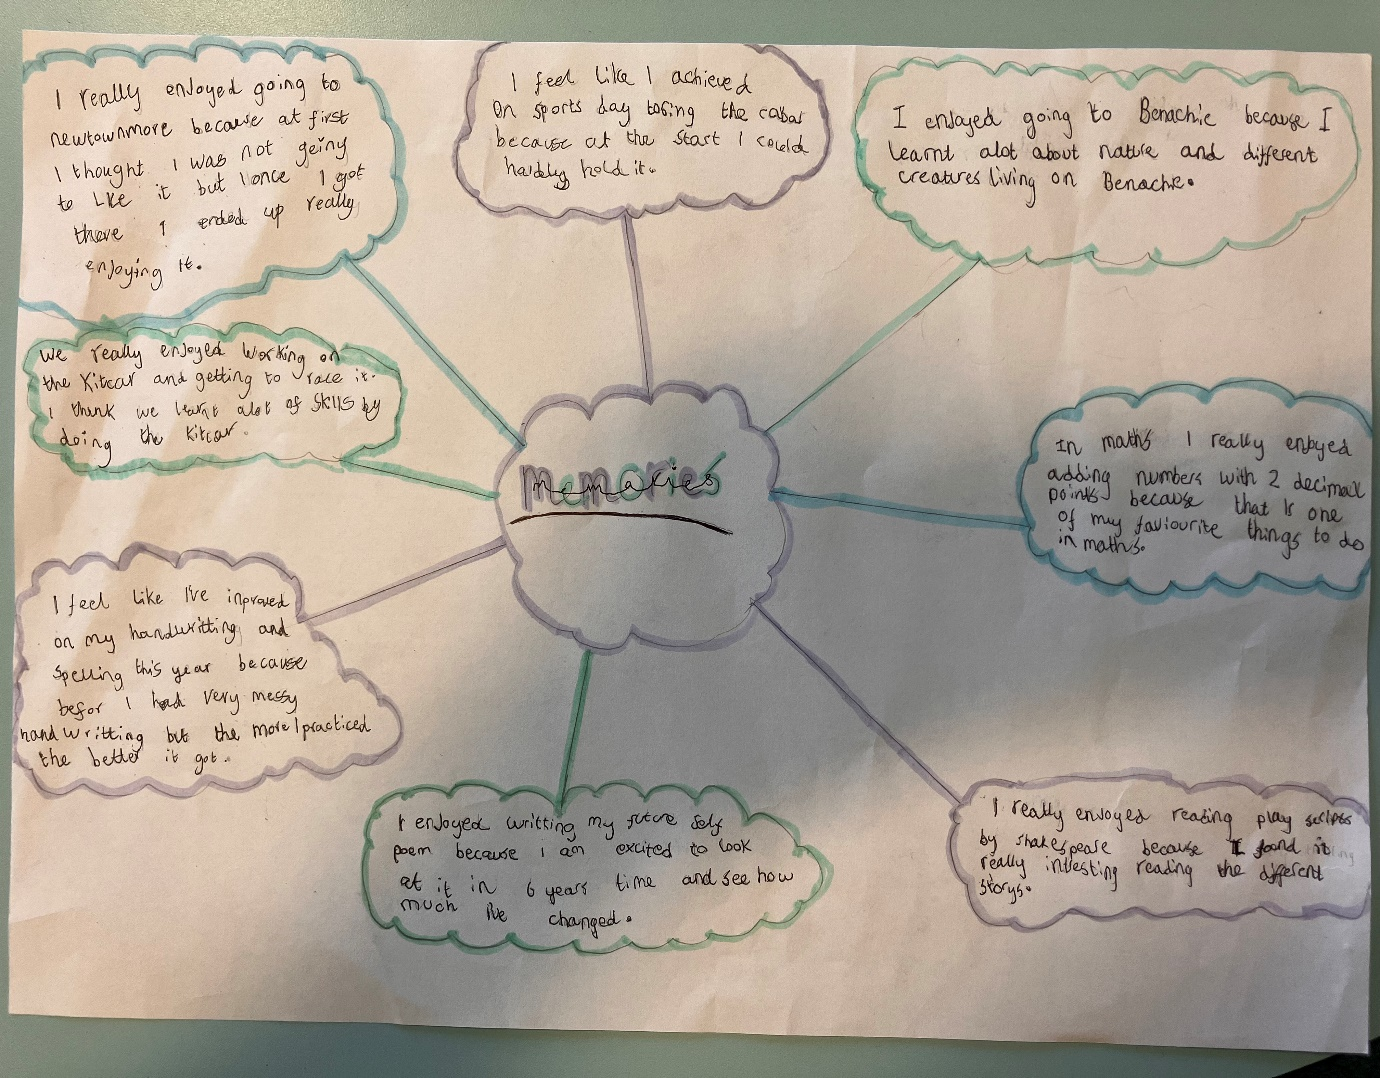 I really enjoyed going to
newtownmore because at first
I thought I was not geiny
to like it but once I got
there I ended up really
enjoying it.
I feel like I achieved
on sports day tosing the cabar
because at the start I could
hardly hold it.
I enjoyed going to Benachie because I
learnt alot about nature and different
creatures living on Benachie.
We really enjoyed working on
the Kitcar and getting to race it.
I think we learnt alot of skills by
doing the Kitcar.
memories
In maths I really enjoyed
adding numbers with 2 decimal
points because that is one
of my faviourite things to do
in maths.
I feel like I've inproved
on my handwritting and
spelling this year because
befor I had very messy
handwritting but the more I practiced
the better it got.
I enjoyed writting my future self
poem because I am excited to look
at it in 6 years time and see how
much I've changed.
I really enjoyed reading play scripts
by shakespeare because I found it
really intresting reading the different
storys.